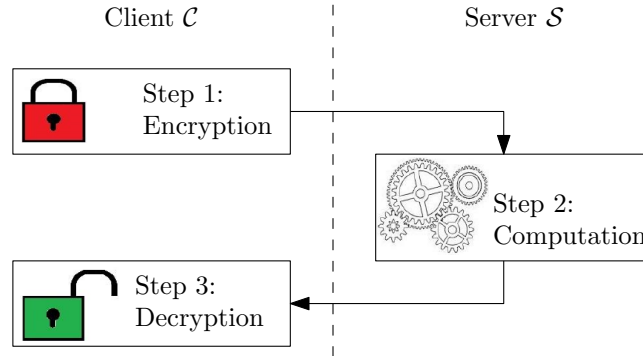 Client 𝒞
Server 𝒮
Step 1:
Encryption
Step 2:
Computation
Step 3:
Decryption